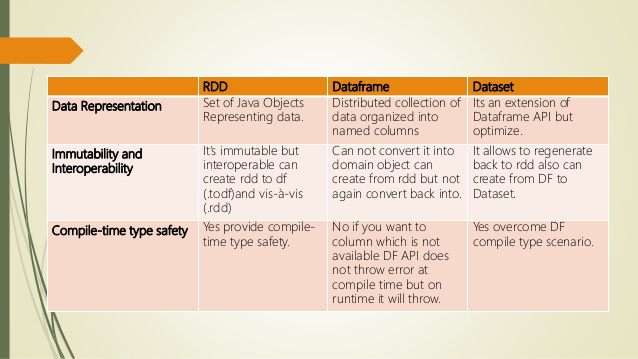 RDD Dataframe Dataset
Data Representation
Set of Java Objects
Representing data.
Distributed collection of
data organized into
named columns
Its an extension of
Dataframe API but
optimize.
Immutability and
Interoperability
It's immutable but
interoperable can
create rdd to df
(.todf)and vis-à-vis
(.rdd)
Can not convert it into
domain object can
create from rdd but not
again convert back into.
It allows to regenerate
back to rdd also can
create from DF to
Dataset.
Compile-time type safety
Yes provide compile-
time type safety.
No if you want to
column which is not
available DF API does
not throw error at
compile time but on
runtime it will throw.
Yes overcome DF
compile type scenario.